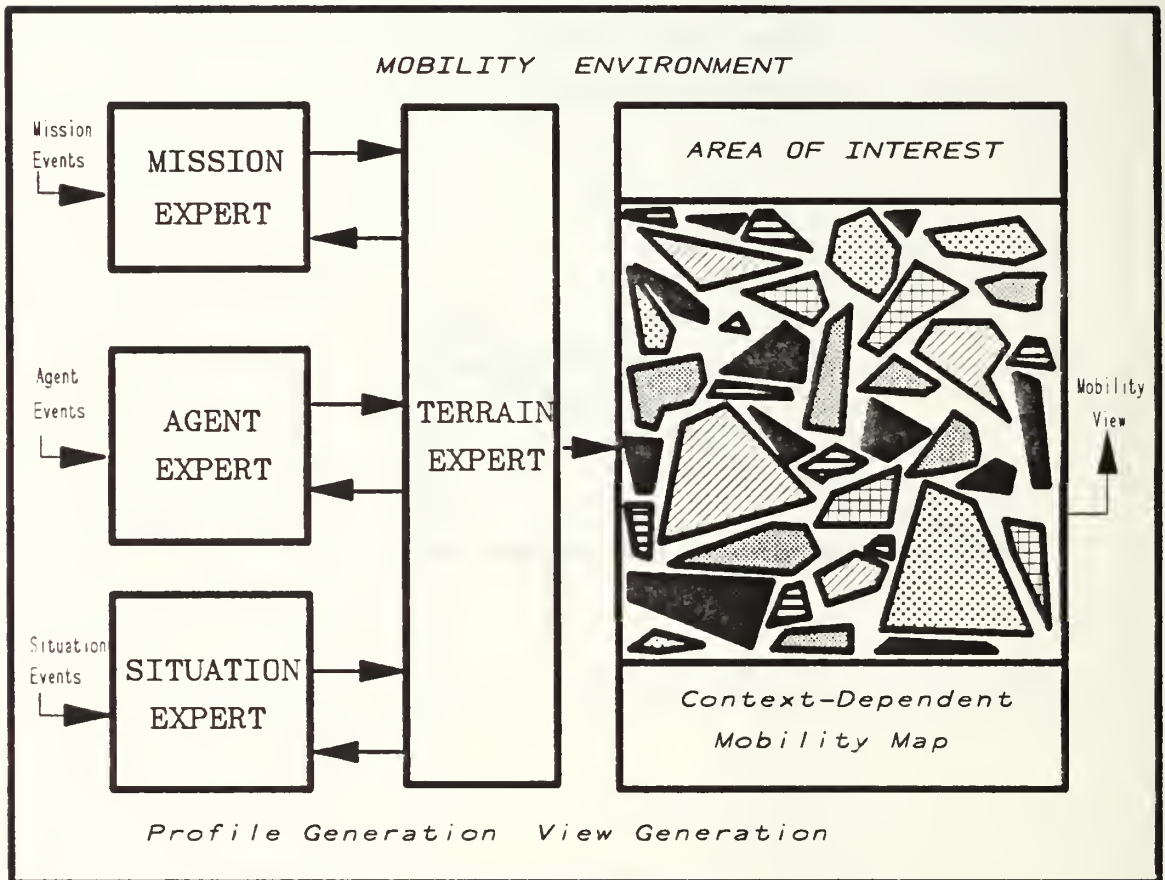 MOBILITY ENVIRONMENT
Mission
Events
MISSION
EXPERT
Agent
Events
AGENT
EXPERT
Situation
Events
SITUATION
EXPERT
TERRAIN
EXPERT
AREA OF INTEREST
Context-Dependent
Mobility Map
Mobility
View
Profile Generation View Generation